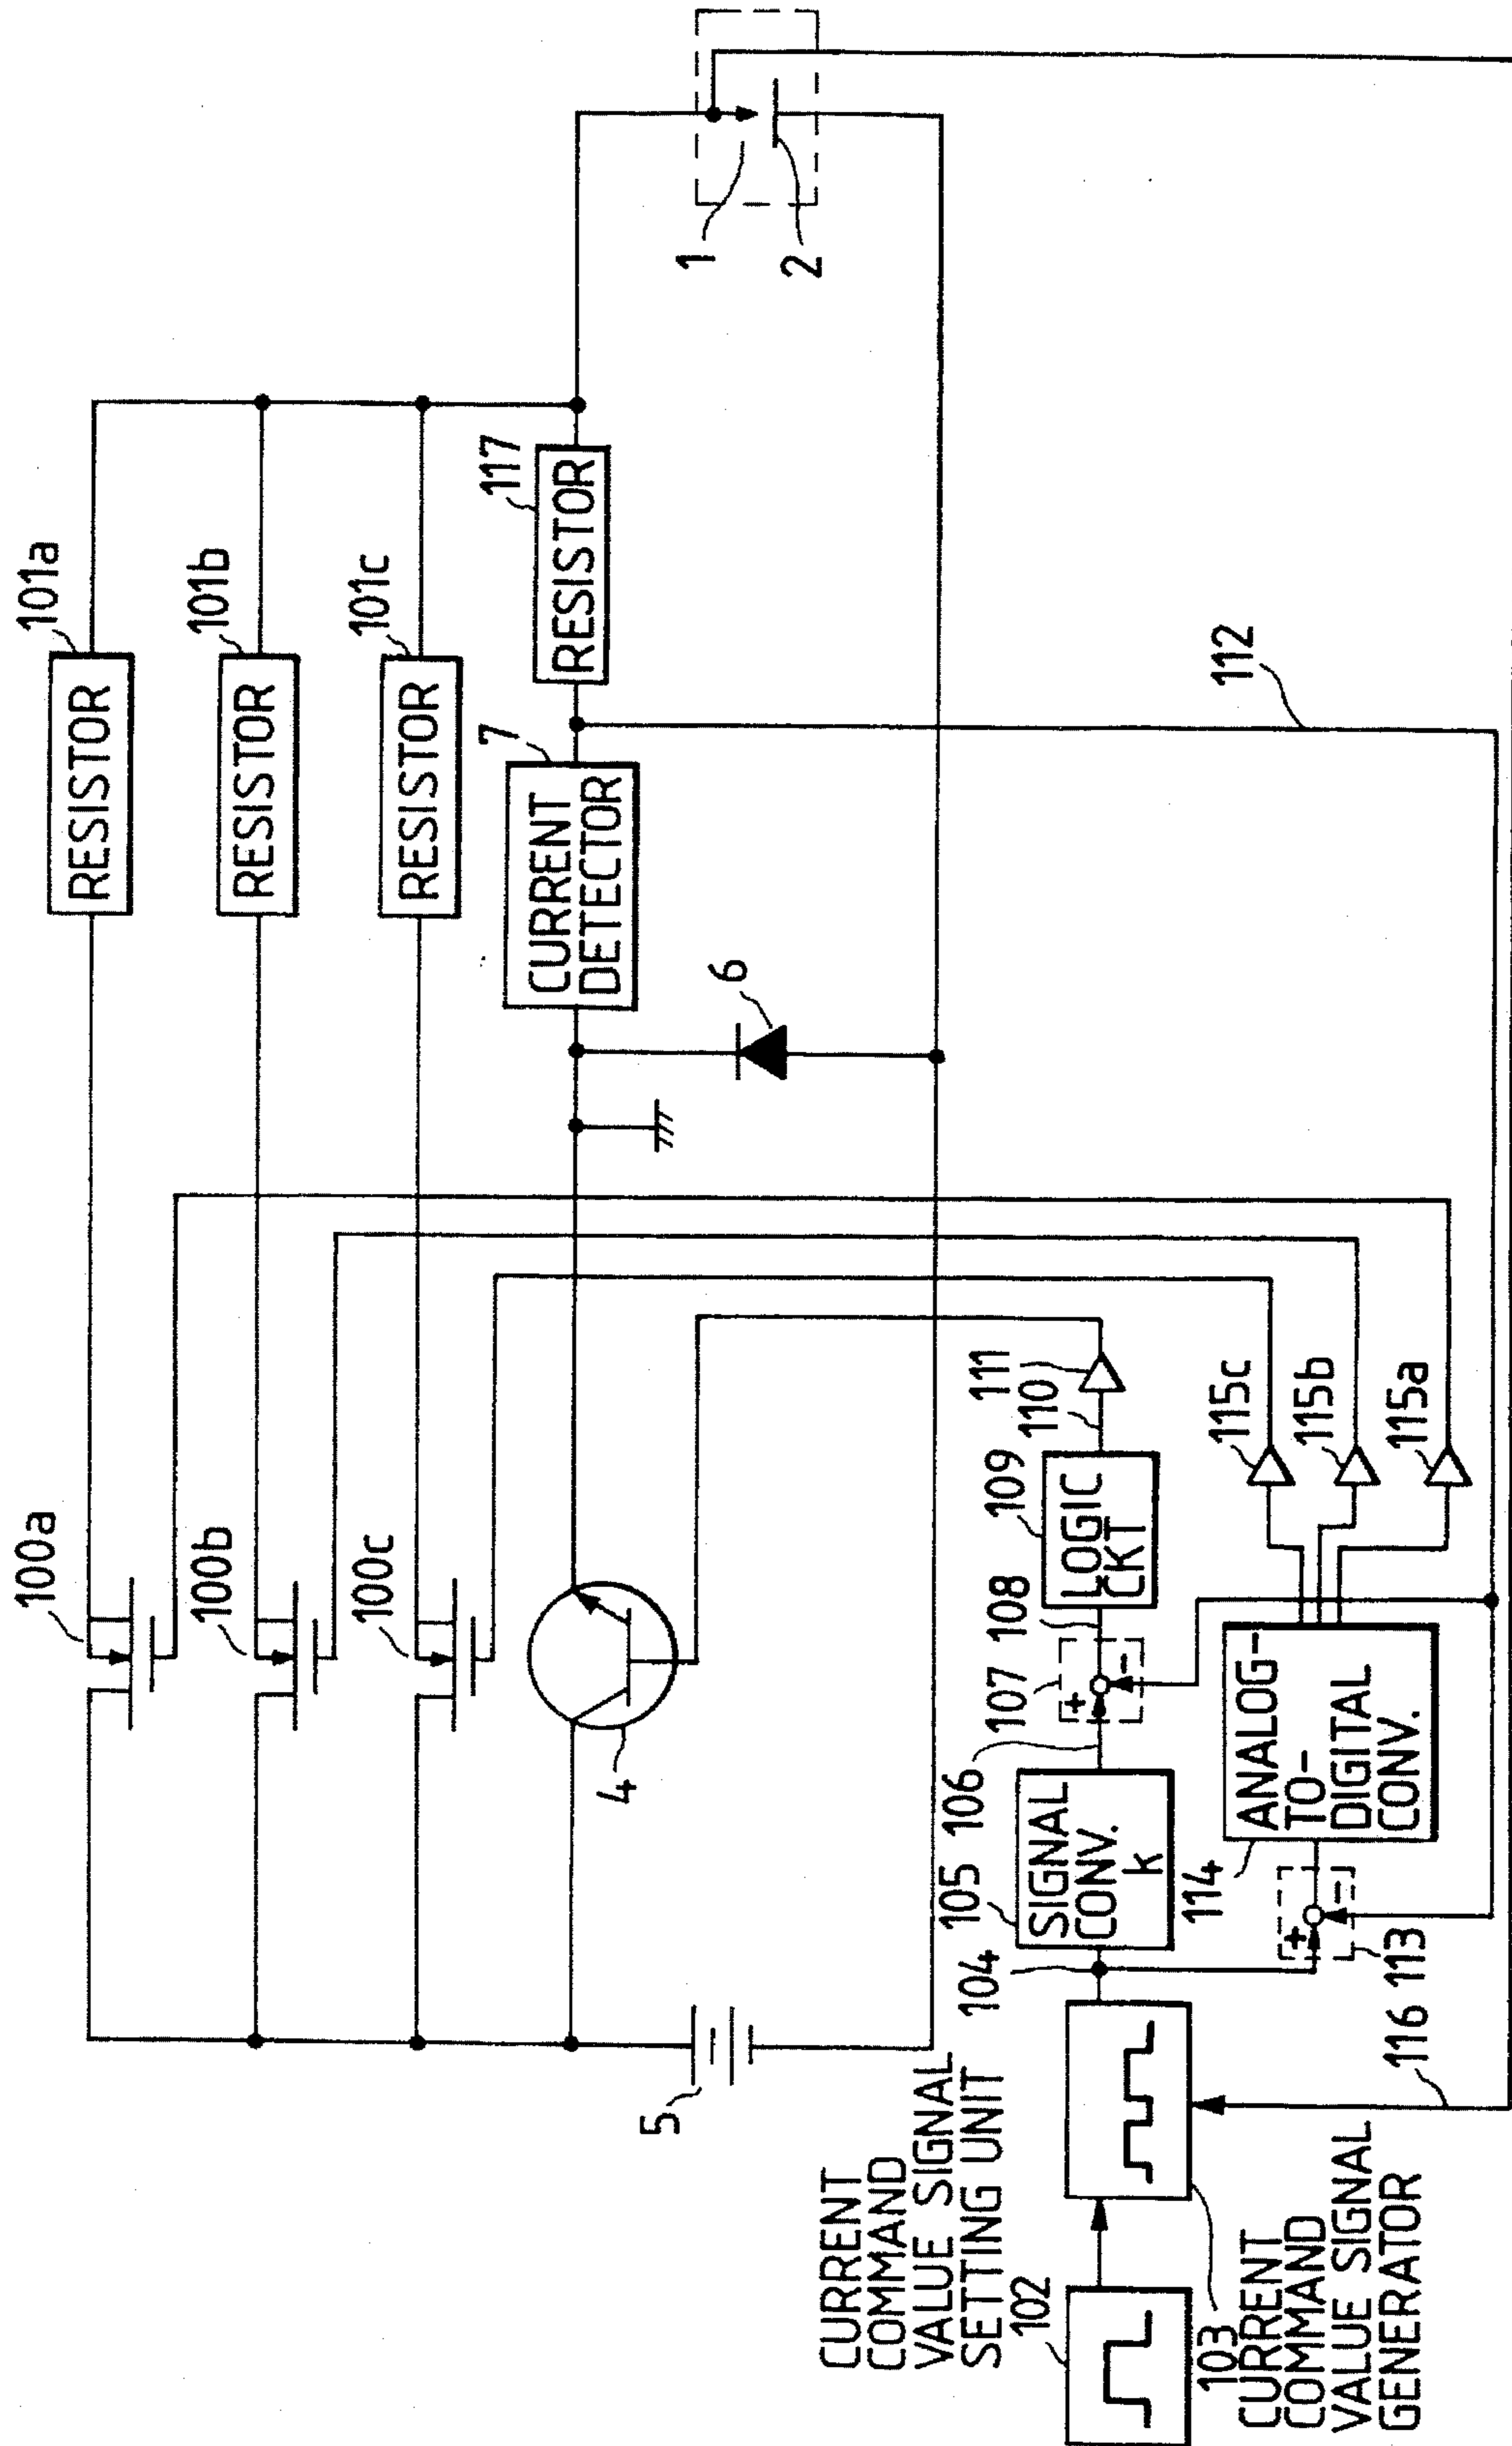 100a
101a
RESISTOR
100b
101b
RESISTOR
100c
101c
RESISTOR
4
7
CURRENT
DETECTOR
117
RESISTOR
6
5
1
2
CURRENT
COMMAND
VALUE SIGNAL
SETTING UNIT
102
103
CURRENT
COMMAND
VALUE SIGNAL
GENERATOR
104
105
SIGNAL
CONV.
k
106
107
+
-
108
109
LOGIC
CKT
110
111
112
113
+
-
114
ANALOG-
TO-
DIGITAL
CONV.
115c
115b
115a
116